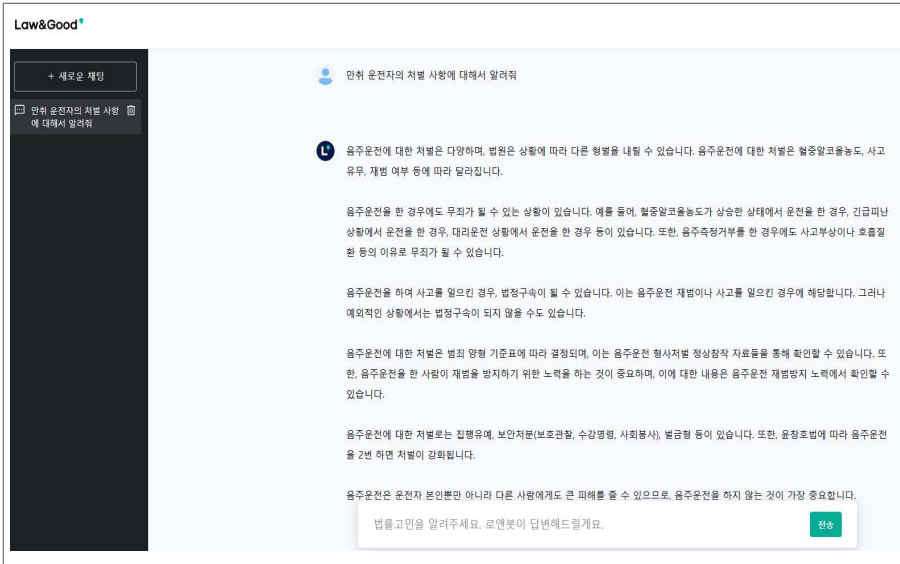 Law&Good
+ 새로운 채팅
만취 운전자의 처벌 사항
에 대해서 알려줘
만취 운전자의 처벌 사항에 대해서 알려줘
음주운전에 대한 처벌은 다양하며, 법원은 상황에 따라 다른 형벌을 내릴 수 있습니다. 음주운전에 대한 처벌은 혈중알코올농도, 사고
유무, 재범 여부 등에 따라 달라집니다.
음주운전을 한 경우에도 무죄가 될 수 있는 상황이 있습니다. 예를 들어, 혈중알코올농도가 상승한 상태에서 운전을 한 경우, 긴급피난
상황에서 운전을 한 경우, 대리운전 상황에서 운전을 한 경우 등이 있습니다. 또한, 음주측정거부를 한 경우에도 사고부상이나 호흡질
환 등의 이유로 무죄가 될 수 있습니다.
음주운전을 하여 사고를 일으킨 경우, 법정구속이 될 수 있습니다. 이는 음주운전 재범이나 사고를 일으킨 경우에 해당합니다. 그러나
예외적인 상황에서는 법정구속이 되지 않을 수도 있습니다.
음주운전에 대한 처벌은 범죄 양형 기준표에 따라 결정되며, 이는 음주운전 형사처벌 정상참작 자료들을 통해 확인할 수 있습니다. 또
한, 음주운전을 한 사람이 재범을 방지하기 위한 노력을 하는 것이 중요하며, 이에 대한 내용은 음주운전 재범방지 노력에서 확인할 수
있습니다.
음주운전에 대한 처벌로는 집행유예, 보안처분(보호관찰, 수강명령, 사회봉사), 벌금형 등이 있습니다. 또한, 윤창호법에 따라 음주운전
을 2번 하면 처벌이 강화됩니다.
음주운전은 운전자 본인뿐만 아니라 다른 사람에게도 큰 피해를 줄 수 있으므로, 음주운전을 하지 않는 것이 가장 중요합니다.
법률고민을 알려주세요. 로앤봇이 답변해드릴게요.
전송